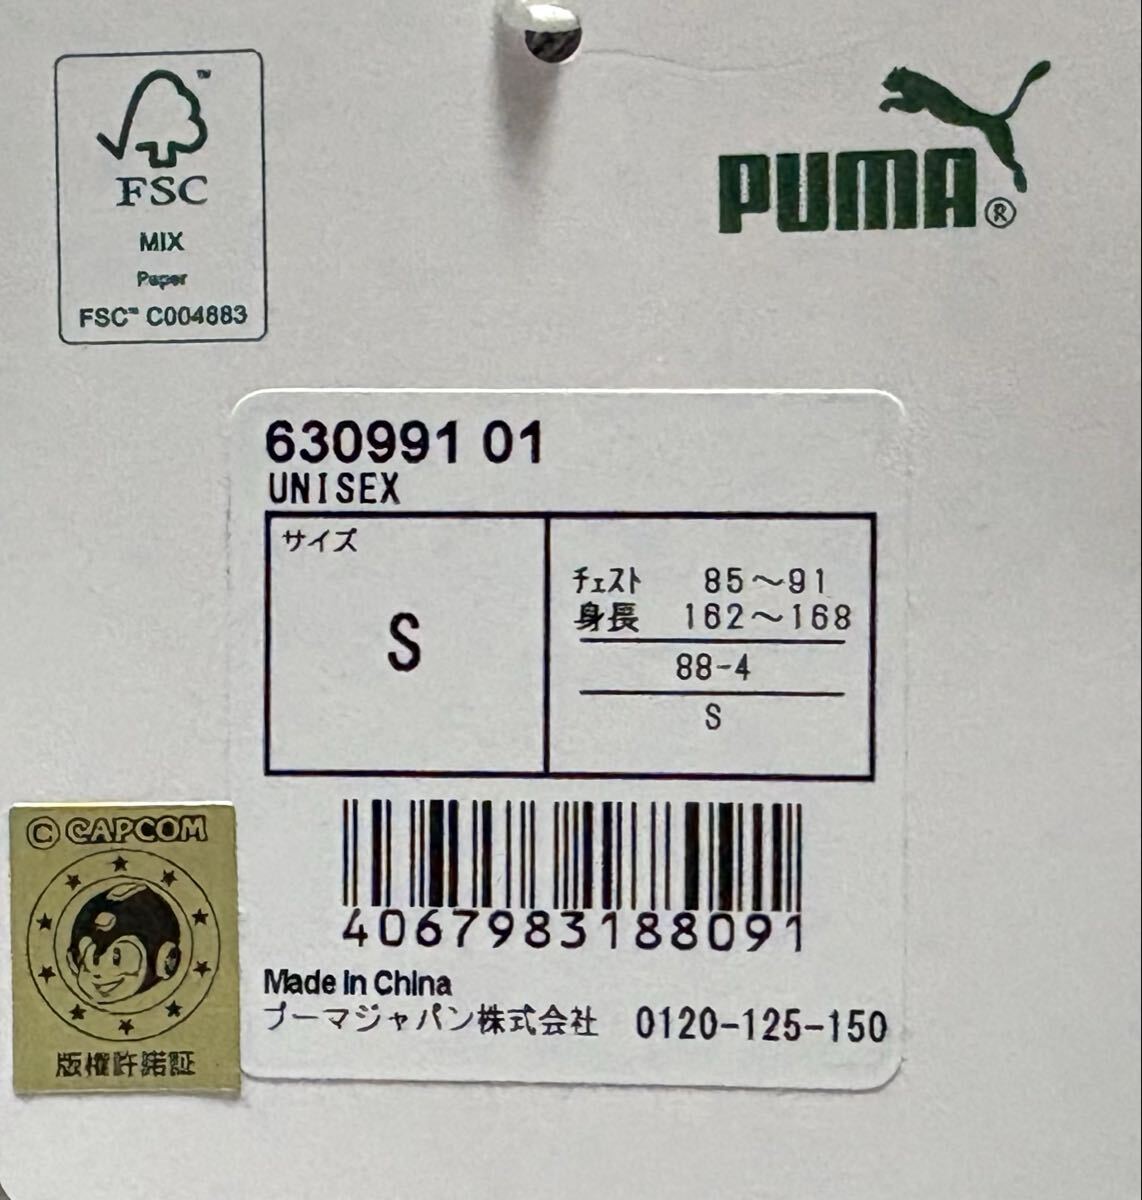 TM
FSC
MIX
Paper
FSC™ C004883
PUMA®
630991 01
UNISEX
サイズ
S
チェスト 85～91
身長 162～168
88-4
S
4067983188091
Made in China
プーマジャパン株式会社 0120-125-150
© CAPCOM
版権許諾証